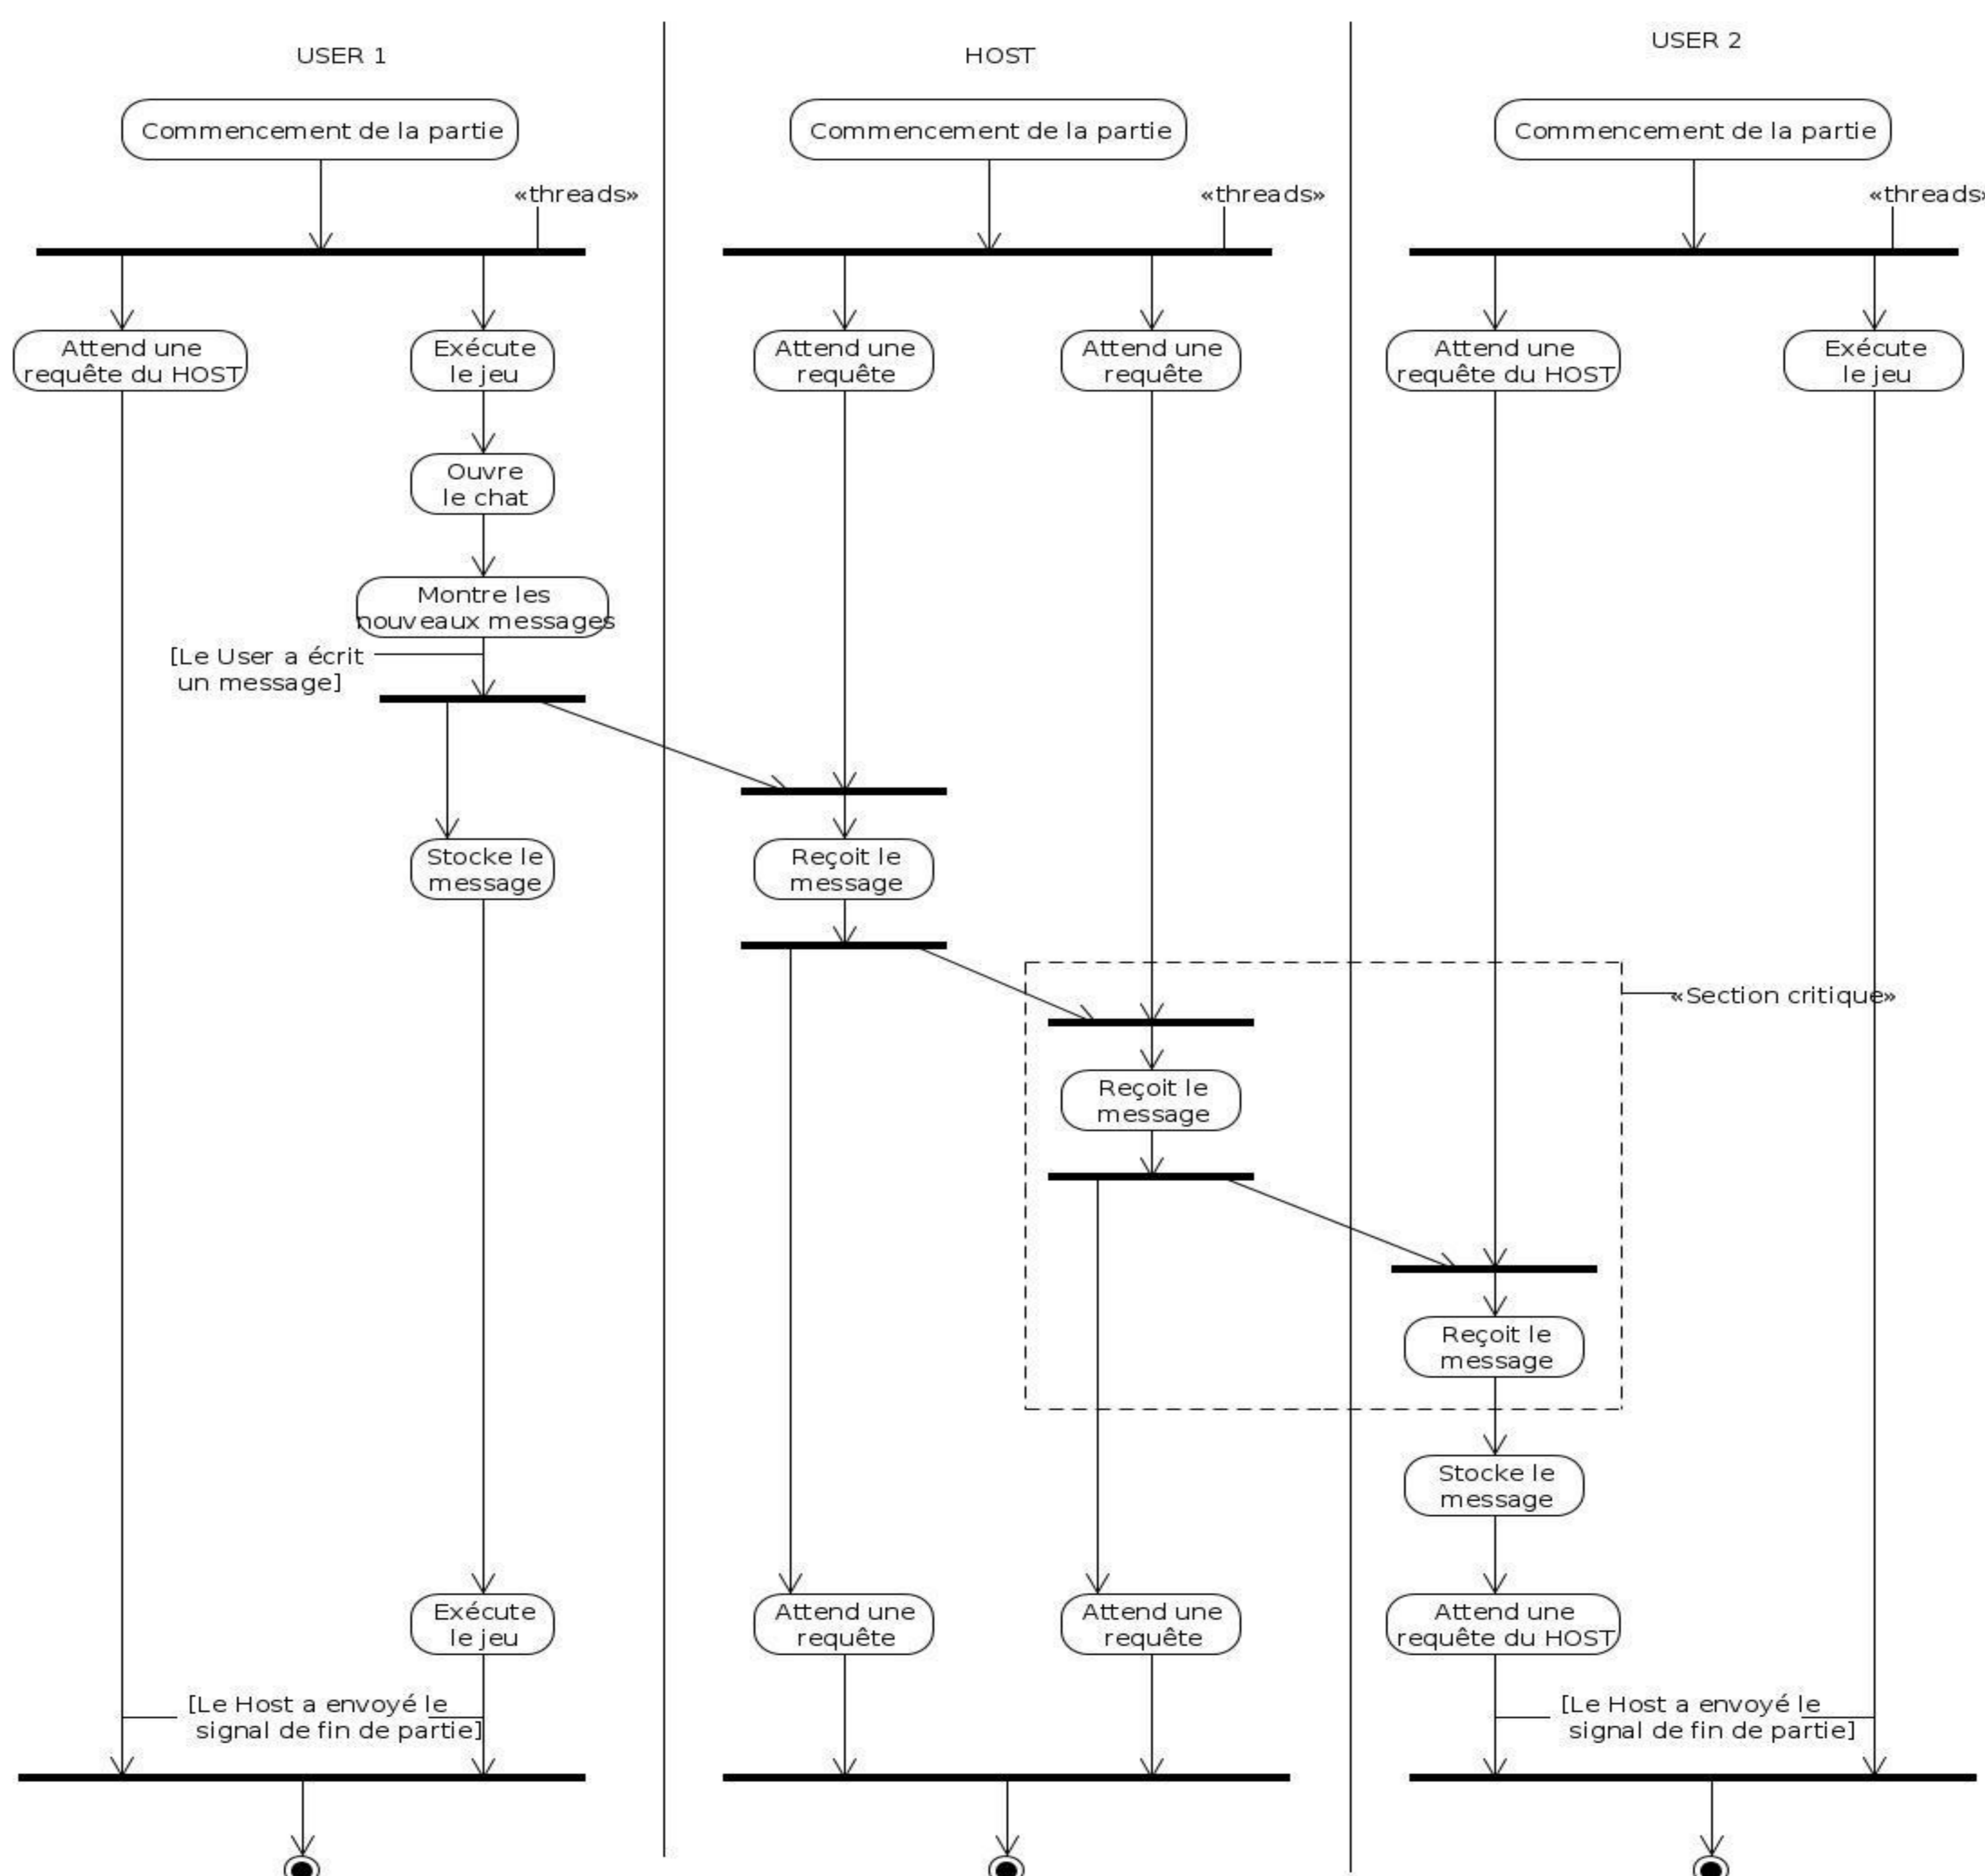 USER 1
HOST
USER 2
Commencement de la partie
Commencement de la partie
Commencement de la partie
«threads»
«threads»
«threads»
Attend une
requête du HOST
Exécute
le jeu
Attend une
requête
Attend une
requête
Attend une
requête du HOST
Exécute
le jeu
Ouvre
le chat
Montre les
nouveaux messages
[Le User a écrit
un message]
Stocke le
message
Reçoit le
message
«Section critique»
Reçoit le
message
Reçoit le
message
Stocke le
message
Exécute
le jeu
Attend une
requête
Attend une
requête
Attend une
requête du HOST
[Le Host a envoyé le
signal de fin de partie]
[Le Host a envoyé le
signal de fin de partie]